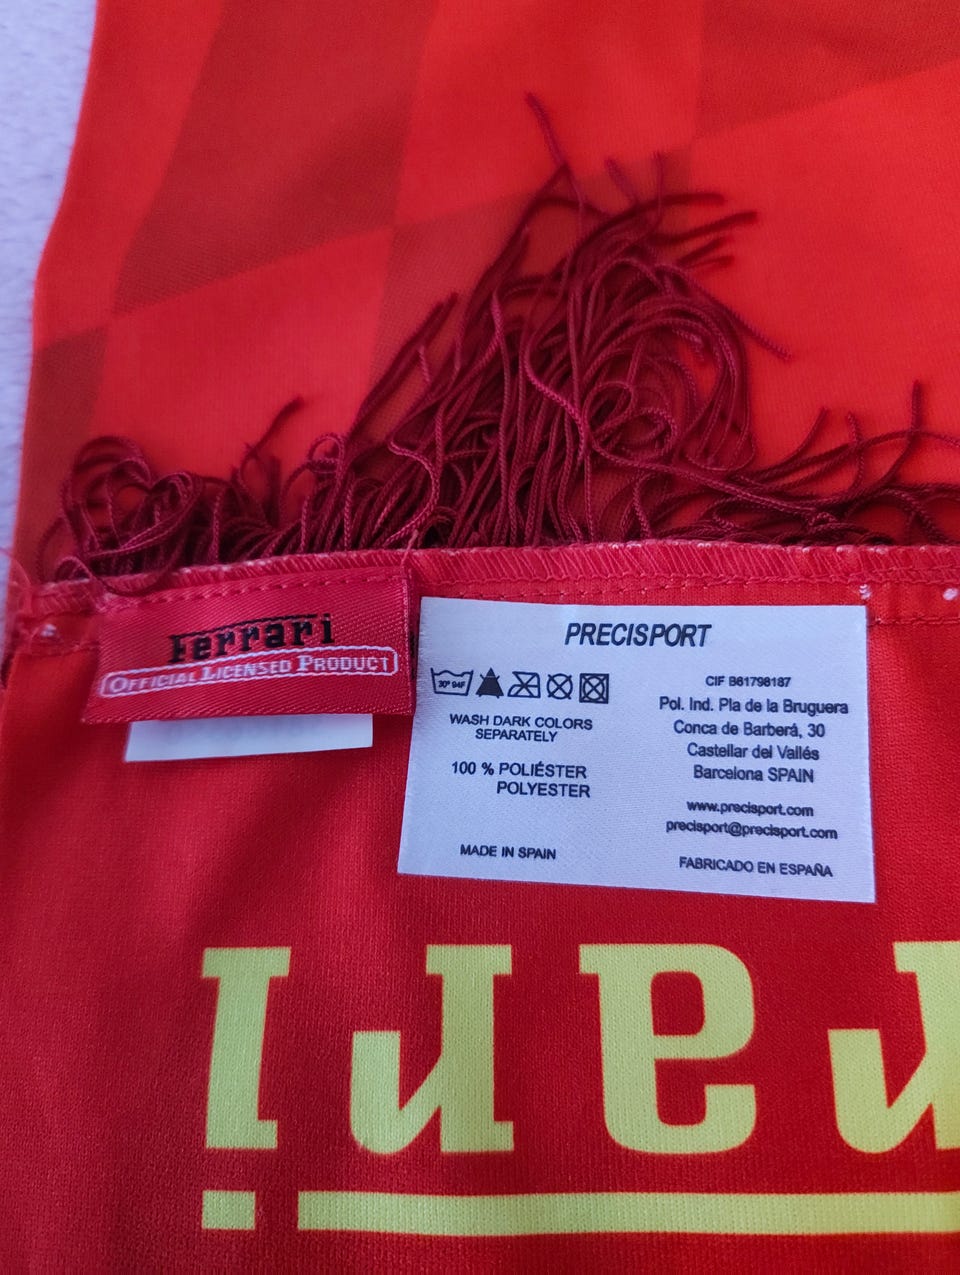 Ferrari
OFFICIAL LICENSED PRODUCT
PRECISPORT
30° 94F
WASH DARK COLORS
SEPARATELY
100 % POLIÉSTER
POLYESTER
MADE IN SPAIN
CIF B61798187
Pol. Ind. Pla de la Bruguera
Conca de Barberá, 30
Castellar del Vallés
Barcelona SPAIN
www.precisport.com
precisport@precisport.com
FABRICADO EN ESPAÑA
rari